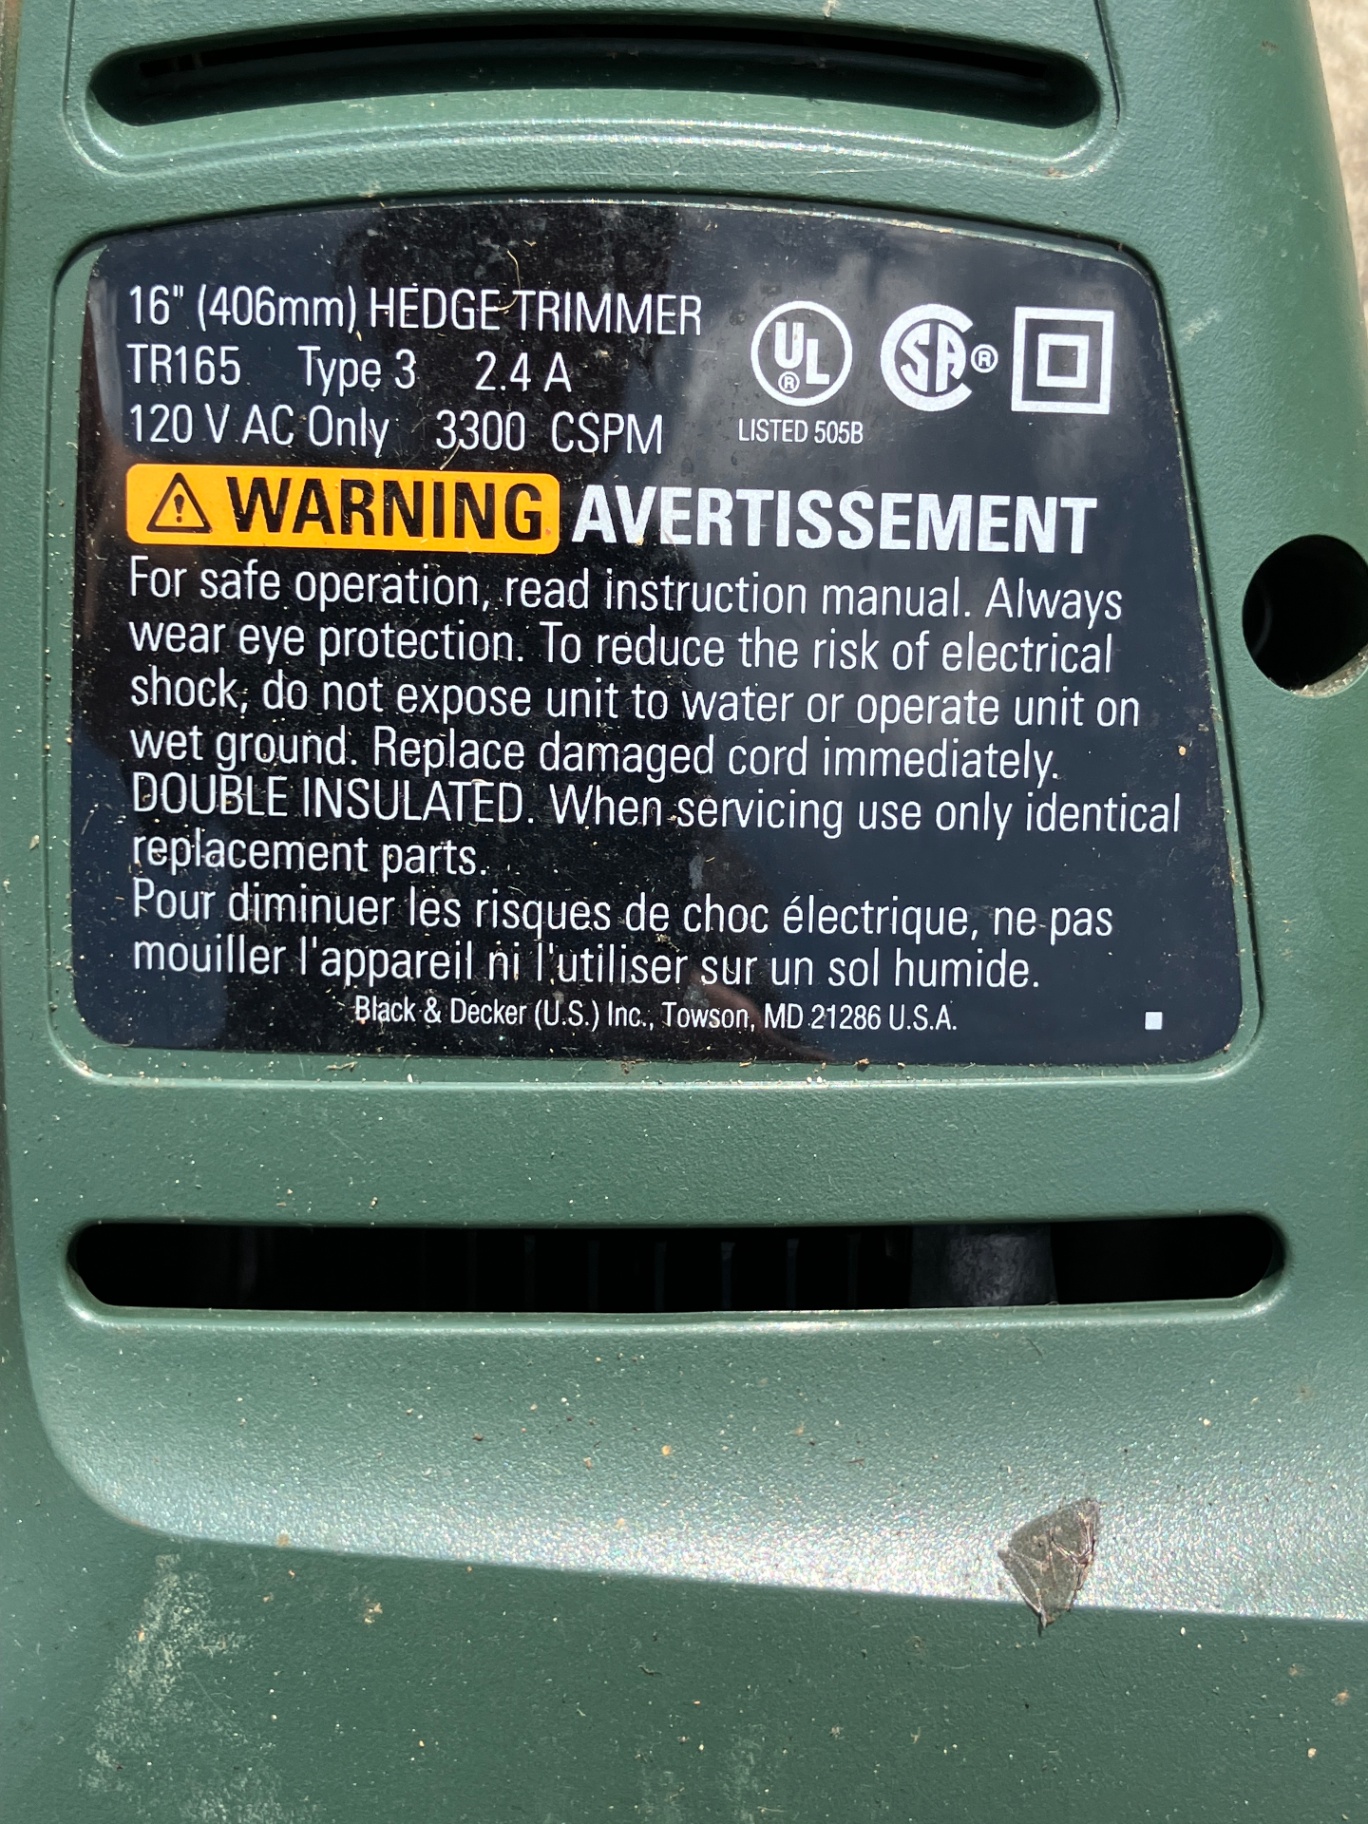 16" (406mm) HEDGE TRIMMER
TR165 Type 3 2.4 A
120 V AC Only 3300 CSPM
UL ®
SA ®
LISTED 505B
WARNING AVERTISSEMENT
For safe operation, read instruction manual. Always
wear eye protection. To reduce the risk of electrical
shock, do not expose unit to water or operate unit on
wet ground. Replace damaged cord immediately.
DOUBLE INSULATED. When servicing use only identical
replacement parts.
Pour diminuer les risques de choc électrique, ne pas
mouiller l'appareil ni l'utiliser sur un sol humide.
Black & Decker (U.S.) Inc., Towson, MD 21286 U.S.A.